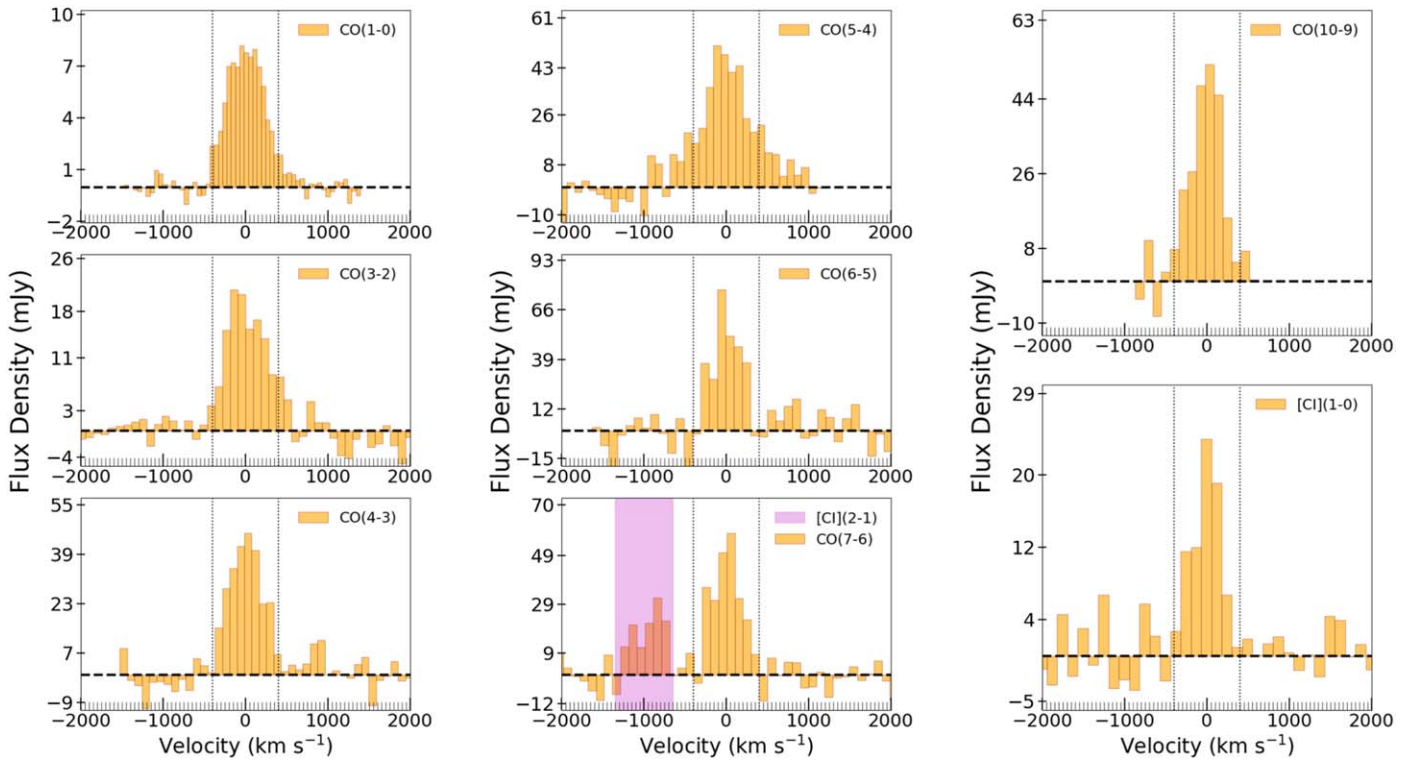 10
7
4
1
−2
CO(1-0)
−2000 −1000 0 1000 2000
26
18
11
3
−4
CO(3-2)
−2000 −1000 0 1000 2000
55
39
23
7
−9
CO(4-3)
−2000 −1000 0 1000 2000
Flux Density (mJy)
Velocity (km s⁻¹)
61
43
26
8
−10
CO(5-4)
−2000 −1000 0 1000 2000
93
66
39
12
−15
CO(6-5)
−2000 −1000 0 1000 2000
70
49
29
9
−12
[CI](2-1)
CO(7-6)
−2000 −1000 0 1000 2000
Flux Density (mJy)
Velocity (km s⁻¹)
63
44
26
8
−10
CO(10-9)
−2000 −1000 0 1000 2000
29
20
12
4
−5
[CI](1-0)
−2000 −1000 0 1000 2000
Flux Density (mJy)
Velocity (km s⁻¹)